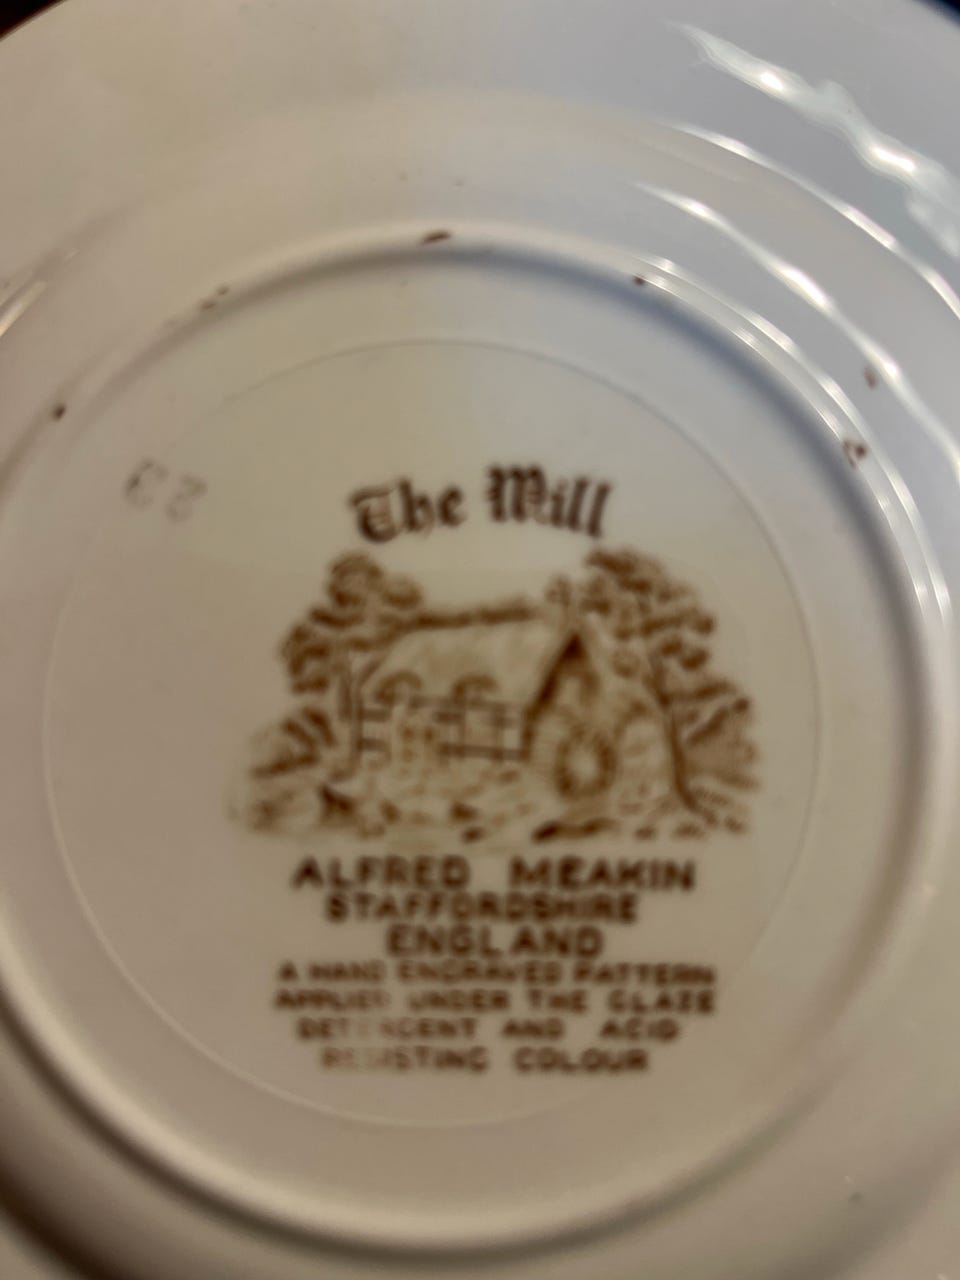 The Mill
ALFRED MEAKIN
STAFFORDSHIRE
ENGLAND
A HAND ENGRAVED PATTERN
APPLIED UNDER THE GLAZE
DETERGENT AND ACID
RESISTING COLOUR